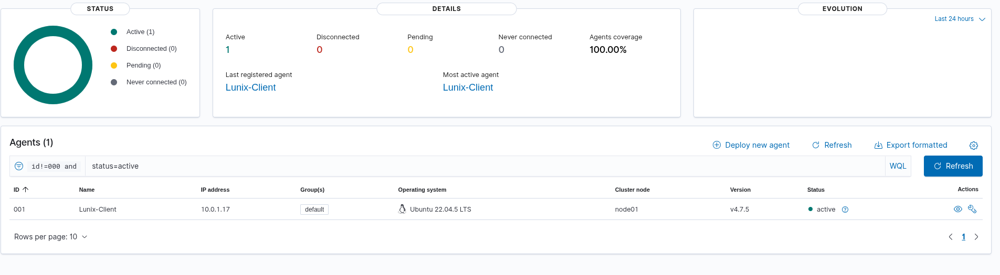 STATUS
DETAILS
EVOLUTION
Last 24 hours
Active (1)
Disconnected (0)
Pending (0)
Never connected (0)
Active
Disconnected
Pending
Never connected
Agents coverage
1
0
0
0
100.00%
Last registered agent
Most active agent
Lunix-Client
Lunix-Client
Agents (1)
Deploy new agent
Refresh
Export formatted
id!=000 and
status=active
WQL
Refresh
ID
Name
IP address
Group(s)
Operating system
Cluster node
Version
Status
Actions
001
Lunix-Client
10.0.1.17
default
Ubuntu 22.04.5 LTS
node01
v4.7.5
active
Rows per page: 10
1